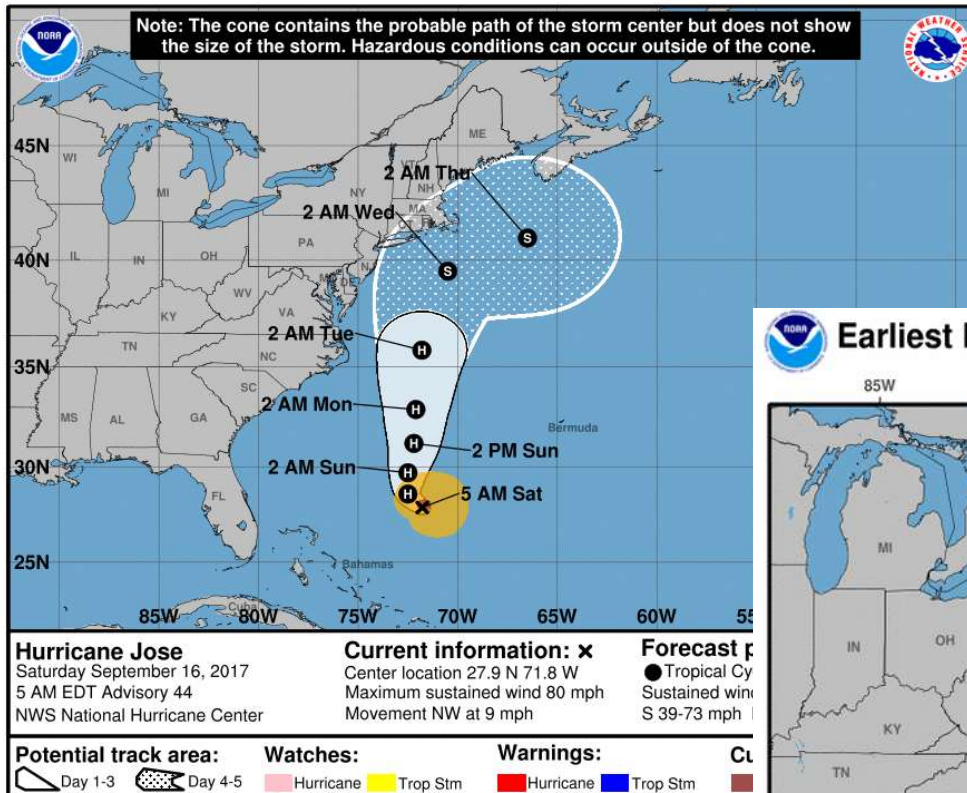 Note: The cone contains the probable path of the storm center but does not show
the size of the storm. Hazardous conditions can occur outside of the cone.
NOAA
NATIONAL WEATHER SERVICE
45N
40N
35N
30N
25N
85W
80W
75W
70W
65W
60W
WI
MI
IL
IN
OH
KY
TN
MS
AL
GA
FL
SC
NC
VA
WV
PA
NY
VT
NH
ME
MA
DE
Bermuda
Bahamas
Cuba
2 AM Thu
2 AM Wed
2 AM Tue
2 AM Mon
2 PM Sun
2 AM Sun
5 AM Sat
S
S
H
H
H
H
H
Hurricane Jose
Saturday September 16, 2017
5 AM EDT Advisory 44
NWS National Hurricane Center
Current information:
Center location 27.9 N 71.8 W
Maximum sustained wind 80 mph
Movement NW at 9 mph
Forecast p
Tropical Cy
Sustained wind
S 39-73 mph
Potential track area:
Day 1-3 Day 4-5
Watches:
Hurricane Trop Stm
Warnings:
Hurricane Trop Stm
NOAA
Earliest
85W
MI
IN
OH
KY
TN